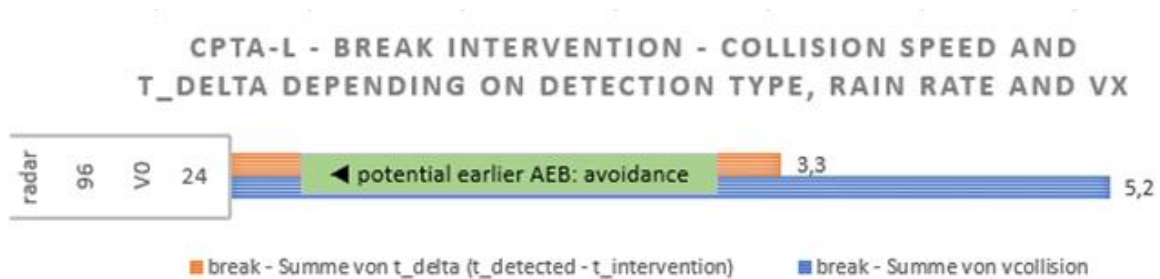 CPTA-L - BREAK INTERVENTION - COLLISION SPEED AND
T_DELTA DEPENDING ON DETECTION TYPE, RAIN RATE AND VX
radar
96
V0
24
◄ potential earlier AEB: avoidance
3,3
5,2
break - Summe von t_delta (t_detected - t_intervention)
break - Summe von vcollision